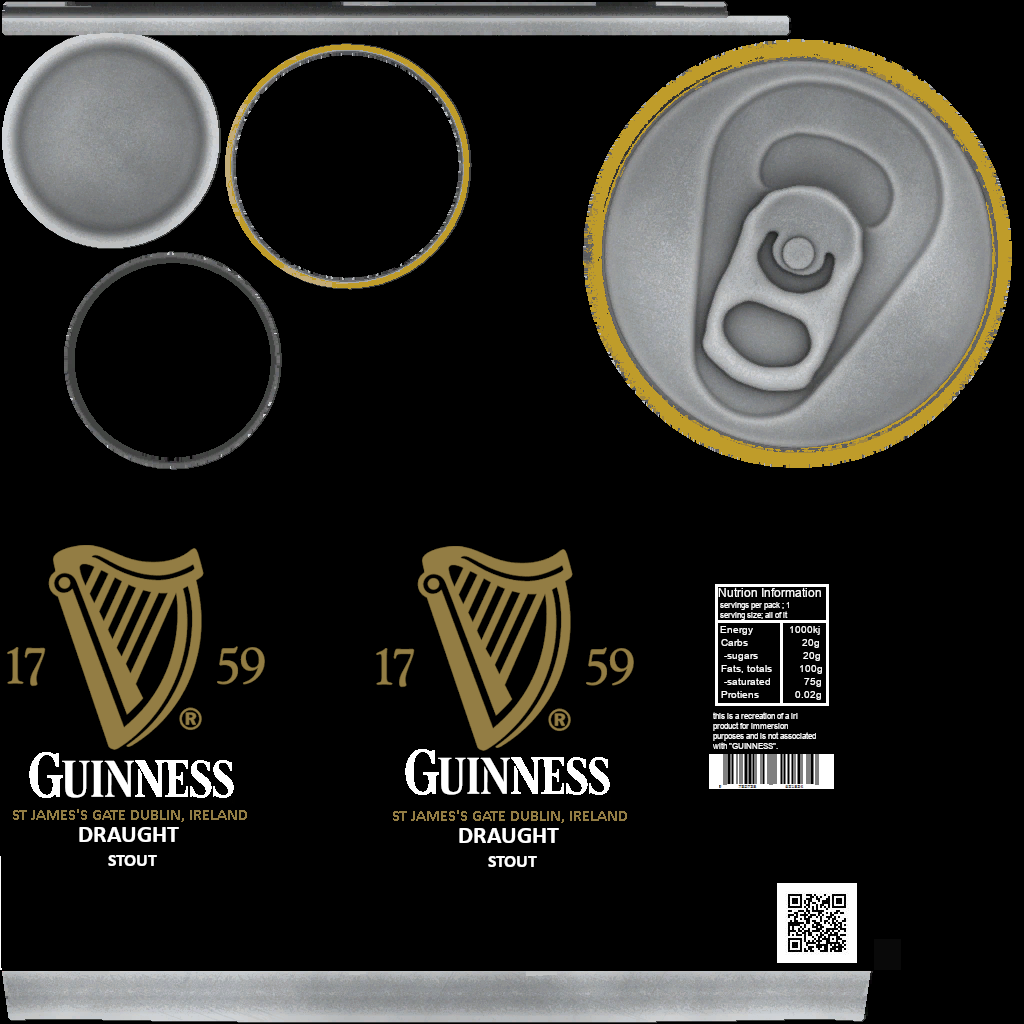 17 59
®
GUINNESS
ST JAMES'S GATE DUBLIN, IRELAND
DRAUGHT
STOUT
17 59
®
GUINNESS
ST JAMES'S GATE DUBLIN, IRELAND
DRAUGHT
STOUT
Nutrion Information
servings per pack ; 1
serving size; all of it
Energy 1000kj
Carbs 20g
-sugars 20g
Fats, totals 100g
-saturated 75g
Protiens 0.02g
this is a recreation of a irl
product for immersion
purposes and is not associated
with "GUINNESS".